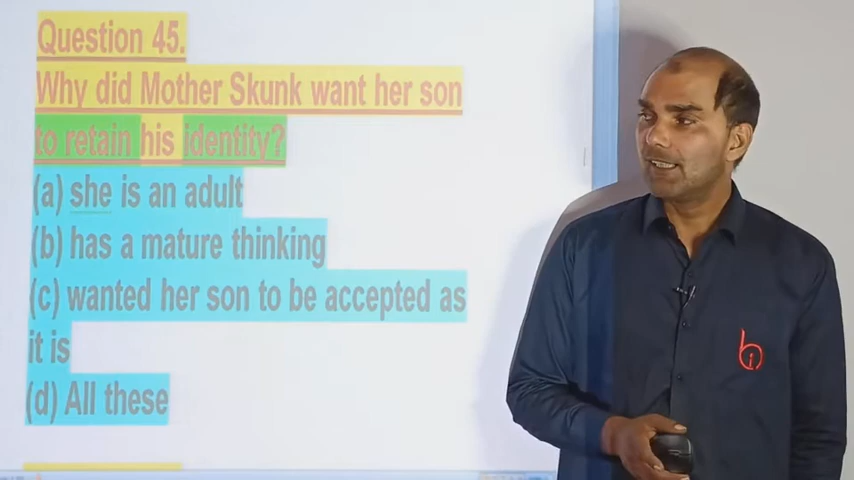 Question 45.
Why did Mother Skunk want her son
to retain his identity?
(a) she is an adult
(b) has a mature thinking
(c) wanted her son to be accepted as
it is
(d) All these
bi